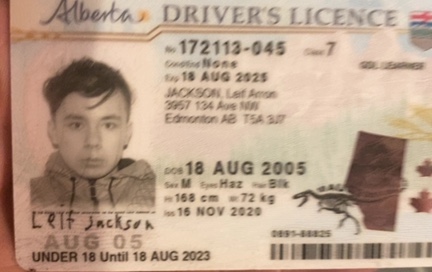 Alberta DRIVER'S LICENCE
No 172113-045 Class 7
Condition None GDL LEARNER
Exp 18 AUG 2025
JACKSON, Leif Arron
3957 134 Ave NW
Edmonton AB T5A 3J7
DOB 18 AUG 2005
Sex M Eyes Haz Hair Blk
Ht 168 cm Wt 72 kg
Iss 16 NOV 2020
Leif Jackson
AUG 05
UNDER 18 Until 18 AUG 2023